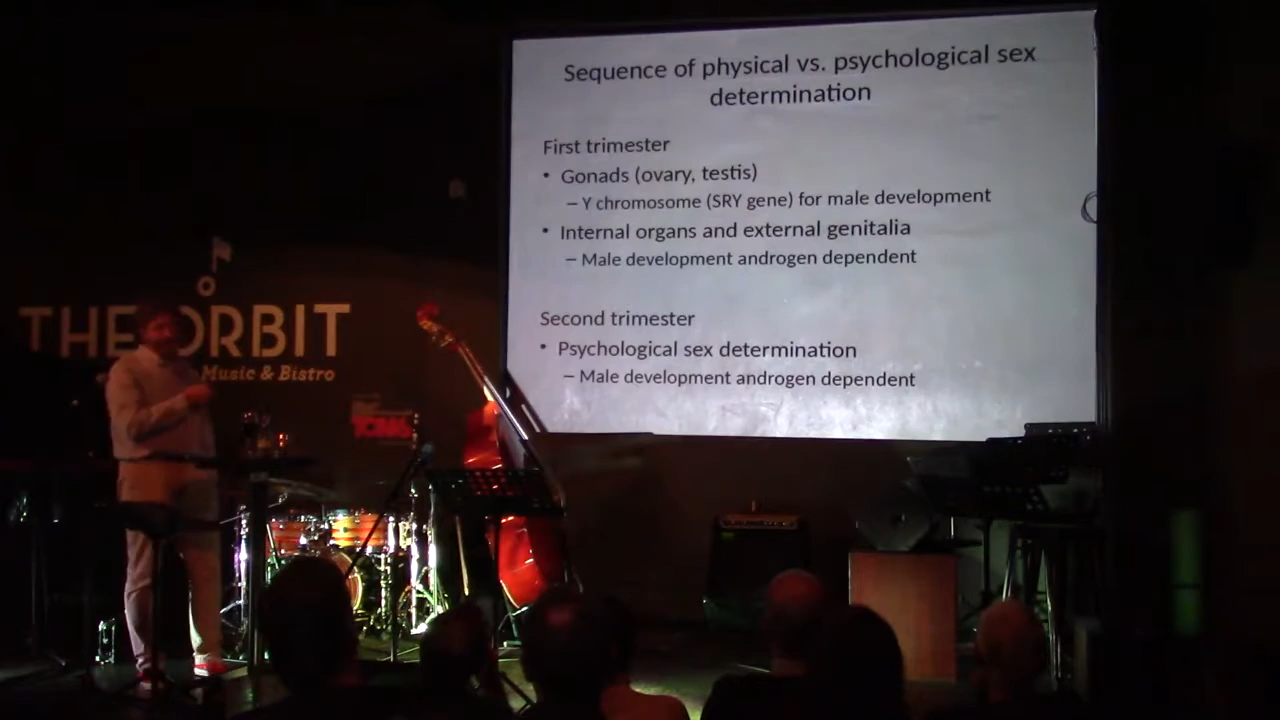 Sequence of physical vs. psychological sex
determination
First trimester
• Gonads (ovary, testis)
– Y chromosome (SRY gene) for male development
• Internal organs and external genitalia
– Male development androgen dependent
Second trimester
• Psychological sex determination
– Male development androgen dependent
THE ORBIT
Music & Bistro